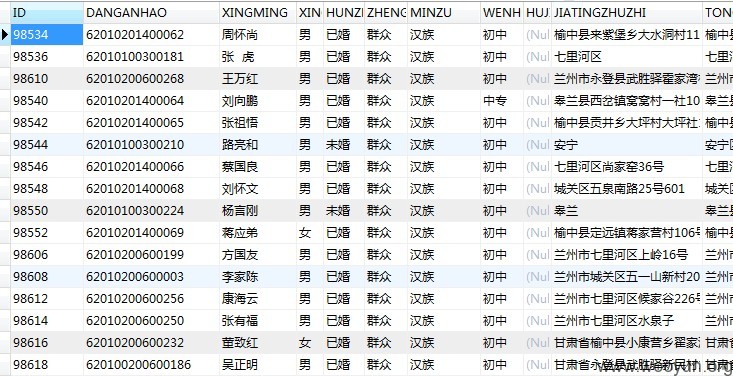 ID DANGANHAO XINGMING XIN HUNZ ZHENG MINZU WENH HUJ JIATINGZHUZHI TON
98534 62010201400062 周怀尚 男 已婚 群众 汉族 初中 (Nul 榆中县来紫堡乡大水洞村11 榆中县
98536 62010100300181 张 虎 男 已婚 群众 汉族 初中 (Nul 七里河区 七里河
98610 62010200600268 王万红 男 已婚 群众 汉族 初中 (Nul 兰州市永登县武胜驿霍家湾 兰州市
98540 62010201400064 刘向鹏 男 已婚 群众 汉族 中专 (Nul 皋兰县西岔镇窝窝村一社10 皋兰县
98542 62010201400065 张祖悟 男 已婚 群众 汉族 初中 (Nul 榆中县贡井乡大坪村大坪社 榆中县
98544 62010100300210 路亮和 男 未婚 群众 汉族 初中 (Nul 安宁 安宁
98546 62010201400066 蔡国良 男 已婚 群众 汉族 初中 (Nul 七里河区尚家窑36号 七里河
98548 62010201400068 刘怀文 男 已婚 群众 汉族 初中 (Nul 城关区五泉南路25号601 城关区
98550 62010100300224 杨言刚 男 未婚 群众 汉族 初中 (Nul 皋兰 皋兰
98552 62010201400069 蒋应弟 女 已婚 群众 汉族 初中 (Nul 榆中县定远镇蒋家营村106号 榆中县
98606 62010200600199 方国友 男 已婚 群众 汉族 初中 (Nul 兰州市七里河区上岭16号 兰州市
98608 62010200600003 李家陈 男 已婚 群众 汉族 初中 (Nul 兰州市城关区五一山新村20 兰州市
98612 62010200600256 康海云 男 已婚 群众 汉族 初中 (Nul 兰州市七里河区候家谷226号 兰州市
98614 62010200600250 张有福 男 已婚 群众 汉族 初中 (Nul 兰州市七里河区水泉子 兰州市
98616 62010200600232 董致红 女 已婚 群众 汉族 初中 (Nul 甘肃省榆中县小康营乡翟家 甘肃省
98618 620100200600186 吴正明 男 已婚 群众 汉族 初中 (Nul 甘肃省永登县武胜驿新民村 甘肃省
www.wooyun.org